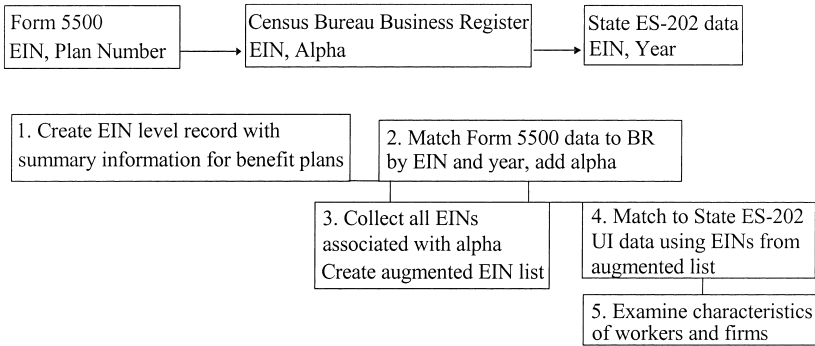 Form 5500
EIN, Plan Number
Census Bureau Business Register
EIN, Alpha
State ES-202 data
EIN, Year
1. Create EIN level record with
summary information for benefit plans
2. Match Form 5500 data to BR
by EIN and year, add alpha
3. Collect all EINs
associated with alpha
Create augmented EIN list
4. Match to State ES-202
UI data using EINs from
augmented list
5. Examine characteristics
of workers and firms